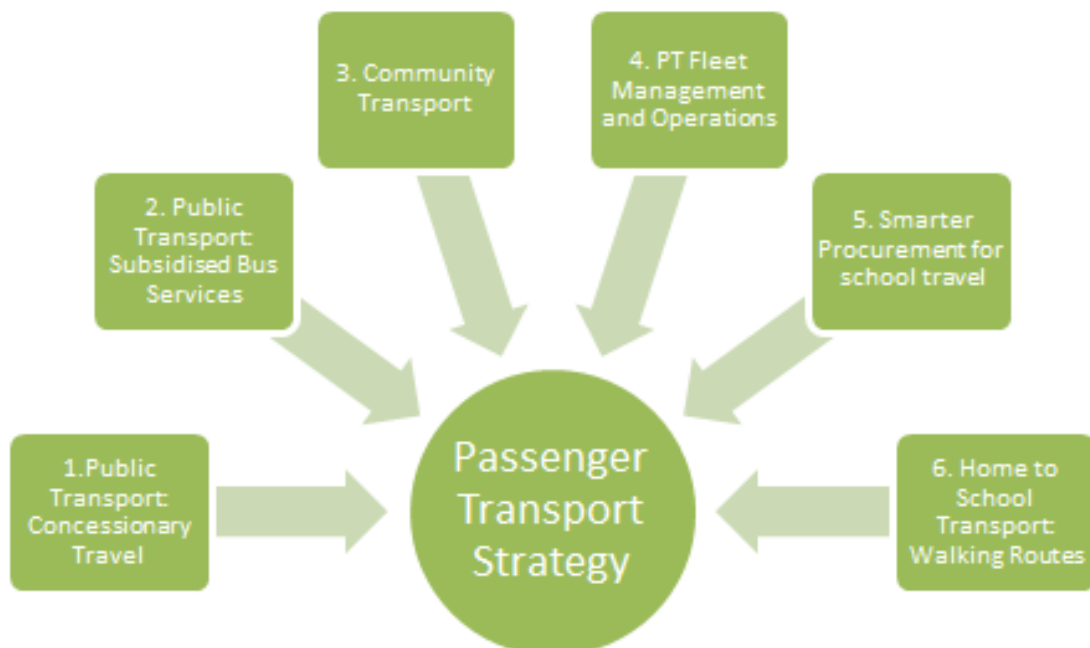 1.Public
Transport:
Concessionary
Travel
2. Public
Transport:
Subsidised Bus
Services
3. Community
Transport
4. PT Fleet
Management
and Operations
5. Smarter
Procurement for
school travel
6. Home to
School
Transport:
Walking Routes
Passenger
Transport
Strategy